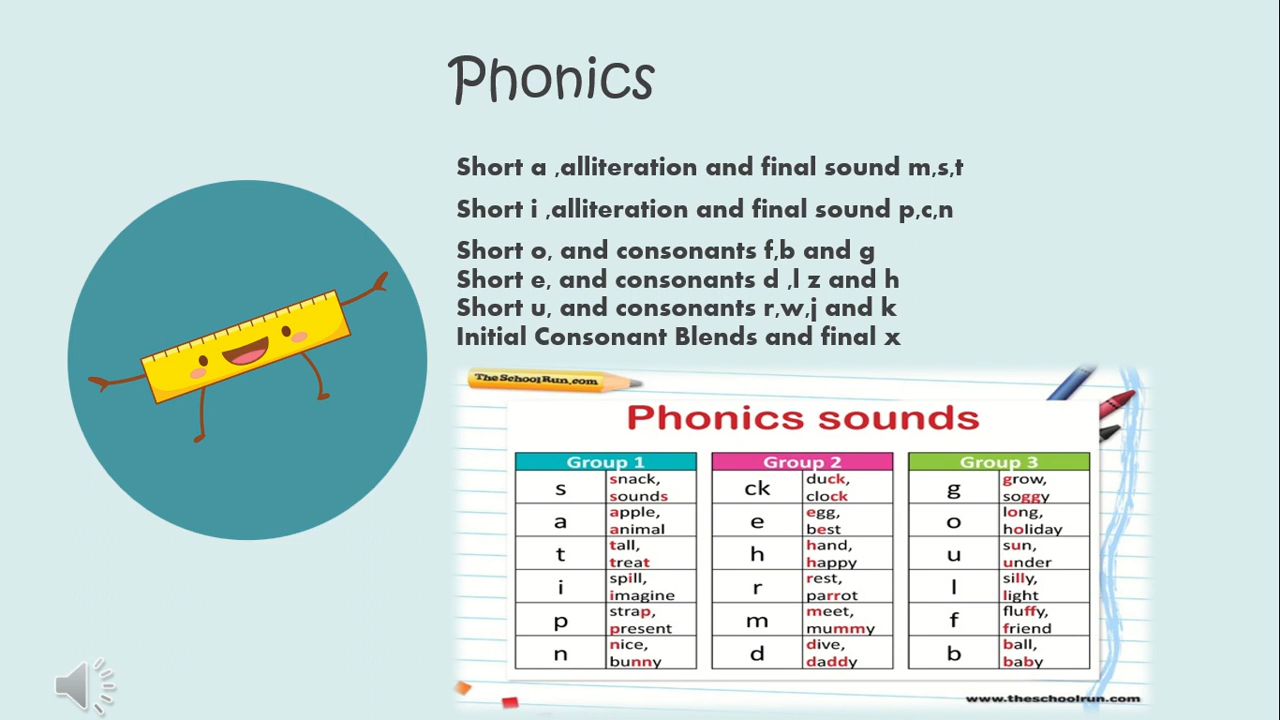 Phonics
Short a ,alliteration and final sound m,s,t
Short i ,alliteration and final sound p,c,n
Short o, and consonants f,b and g
Short e, and consonants d ,l z and h
Short u, and consonants r,w,j and k
Initial Consonant Blends and final x
TheSchoolRun.com
Phonics sounds
Group 1
s
snack,
sounds
a
apple,
animal
t
tall,
treat
i
spill,
imagine
p
strap,
present
n
nice,
bunny
Group 2
ck
duck,
clock
e
egg,
best
h
hand,
happy
r
rest,
parrot
m
meet,
mummy
d
dive,
daddy
Group 3
g
grow,
soggy
o
long,
holiday
u
sun,
under
l
silly,
light
f
fluffy,
friend
b
ball,
baby
www.theschoolrun.com